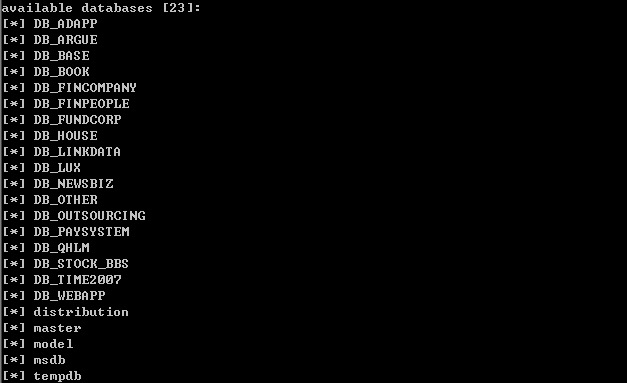 available databases [23]:
[*] DB_ADAPP
[*] DB_ARGUE
[*] DB_BASE
[*] DB_BOOK
[*] DB_FINCOMPANY
[*] DB_FINPEOPLE
[*] DB_FUNDCORP
[*] DB_HOUSE
[*] DB_LINKDATA
[*] DB_LUX
[*] DB_NEWSBIZ
[*] DB_OTHER
[*] DB_OUTSOURCING
[*] DB_PAYSYSTEM
[*] DB_QHLM
[*] DB_STOCK_BBS
[*] DB_TIME2007
[*] DB_WEBAPP
[*] distribution
[*] master
[*] model
[*] msdb
[*] tempdb